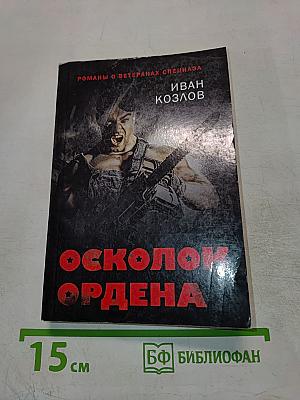 РОМАНЫ О ВЕТЕРАНАХ СПЕЦНАЗА
ИВАН
КОЗЛОВ
ОСКОЛОК
ОРДЕНА
15 см
БФ БИБЛИОФАН